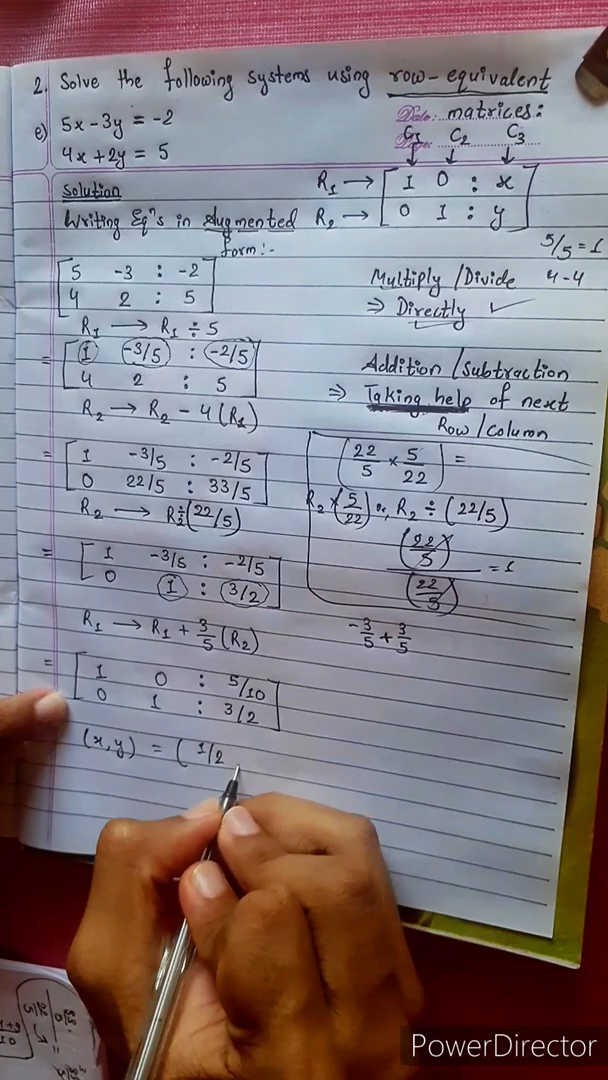 2. Solve the following systems using row-equivalent
Date: matrices:
e) 5x - 3y = -2
4x + 2y = 5
C₁ C₂ C₃
Solution
R₁ → [ 1 0 : x
R₂ → 0 1 : y ]
Writing Eqⁿs in Augmented
form:-
5/5 = 1
4-4
[ 5 -3 : -2
4 2 : 5 ]
Multiply / Divide
⇒ Directly ✓
R₁ → R₁ ÷ 5
= [ 1 -3/5 : -2/5
4 2 : 5 ]
Addition / subtraction
⇒ Taking help of next
Row / column
R₂ → R₂ - 4(R₁)
= [ 1 -3/5 : -2/5
0 22/5 : 33/5 ]
(22/5 × 5/22) =
R₂ × (5/22) or, R₂ ÷ (22/5)
(22/5) / (22/5) = 1
R₂ → R₂ ÷ (22/5)
= [ 1 -3/5 : -2/5
0 1 : 3/2 ]
R₁ → R₁ + 3/5 (R₂)
-3/5 + 3/5
= [ 1 0 : 5/10
0 1 : 3/2 ]
(x,y) = ( 1/2
PowerDirector